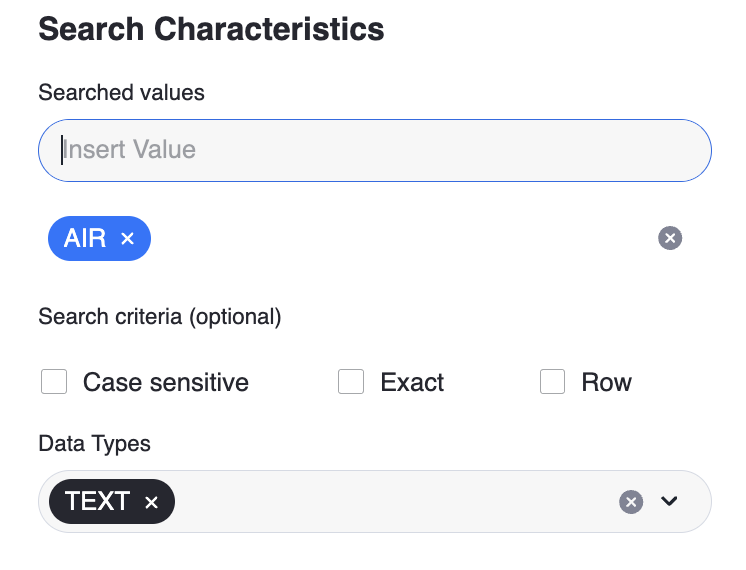 Search Characteristics
Searched values
Insert Value
AIR
Search criteria (optional)
Case sensitive Exact Row
Data Types
TEXT